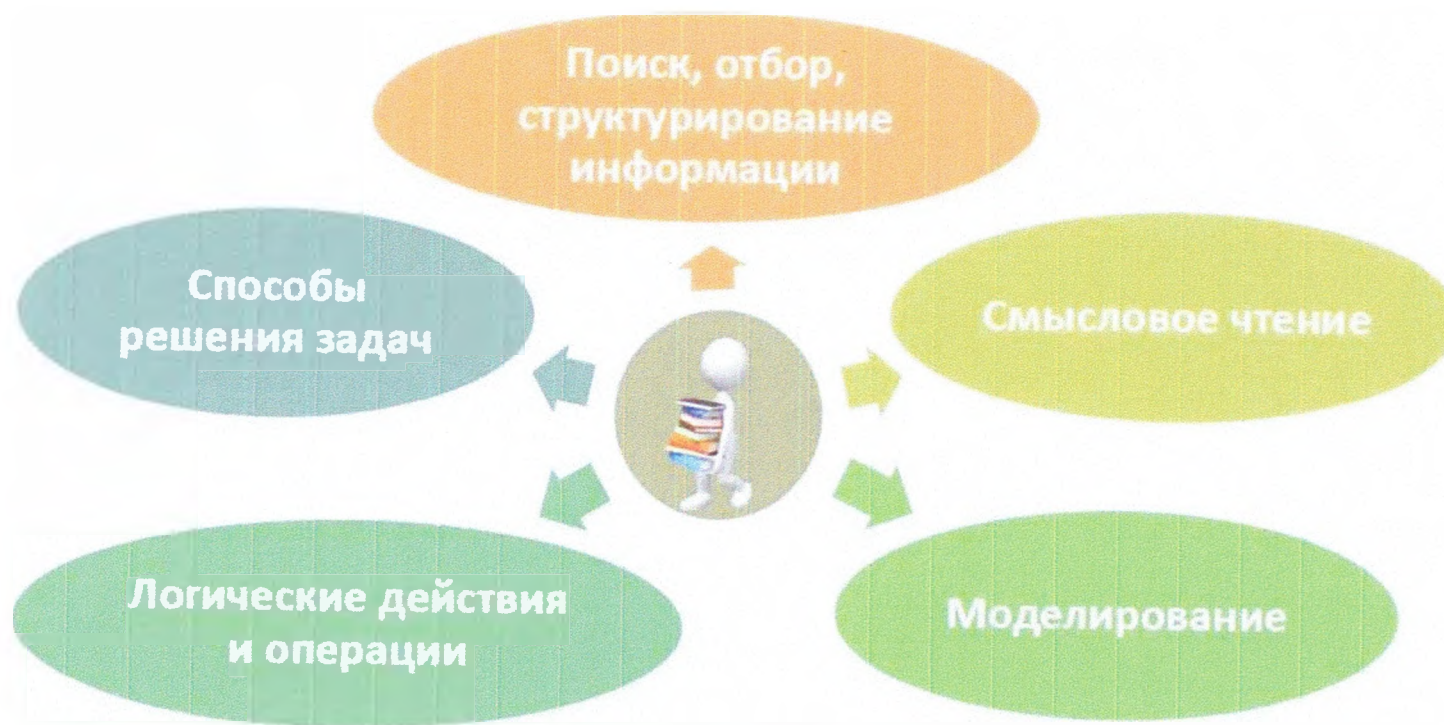 Поиск, отбор,
структурирование
информации
Способы
решения задач
Смысловое чтение
Логические действия
и операции
Моделирование